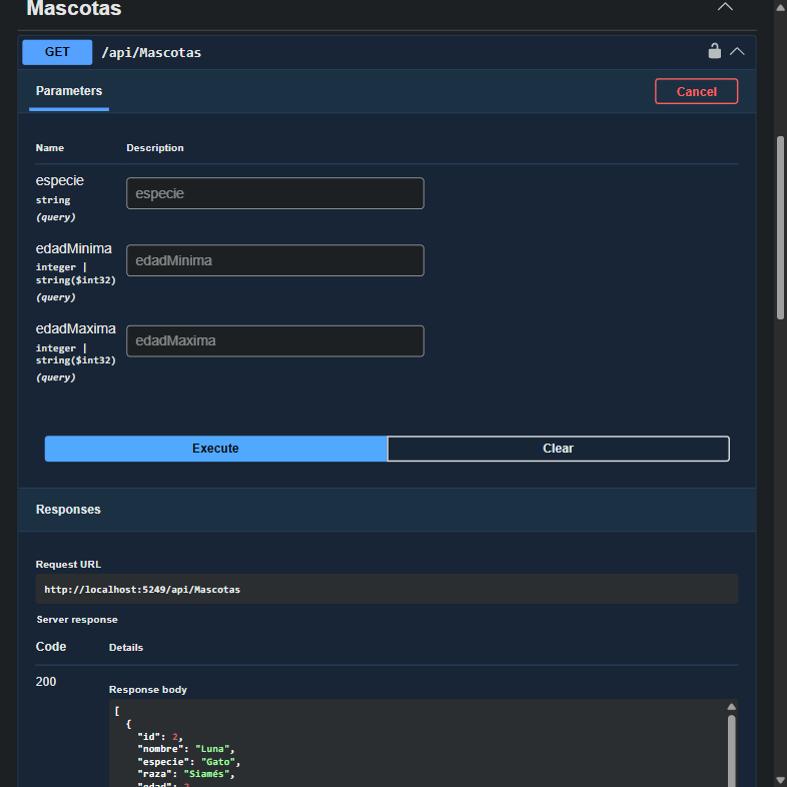 Mascotas
GET /api/Mascotas
Parameters
Cancel
Name Description
especie
string
(query)
especie
edadMinima
integer |
string($int32)
(query)
edadMinima
edadMaxima
integer |
string($int32)
(query)
edadMaxima
Execute
Clear
Responses
Request URL
http://localhost:5249/api/Mascotas
Server response
Code Details
200
Response body
[
{
"id": 2,
"nombre": "Luna",
"especie": "Gato",
"raza": "Siamés",
"edad":